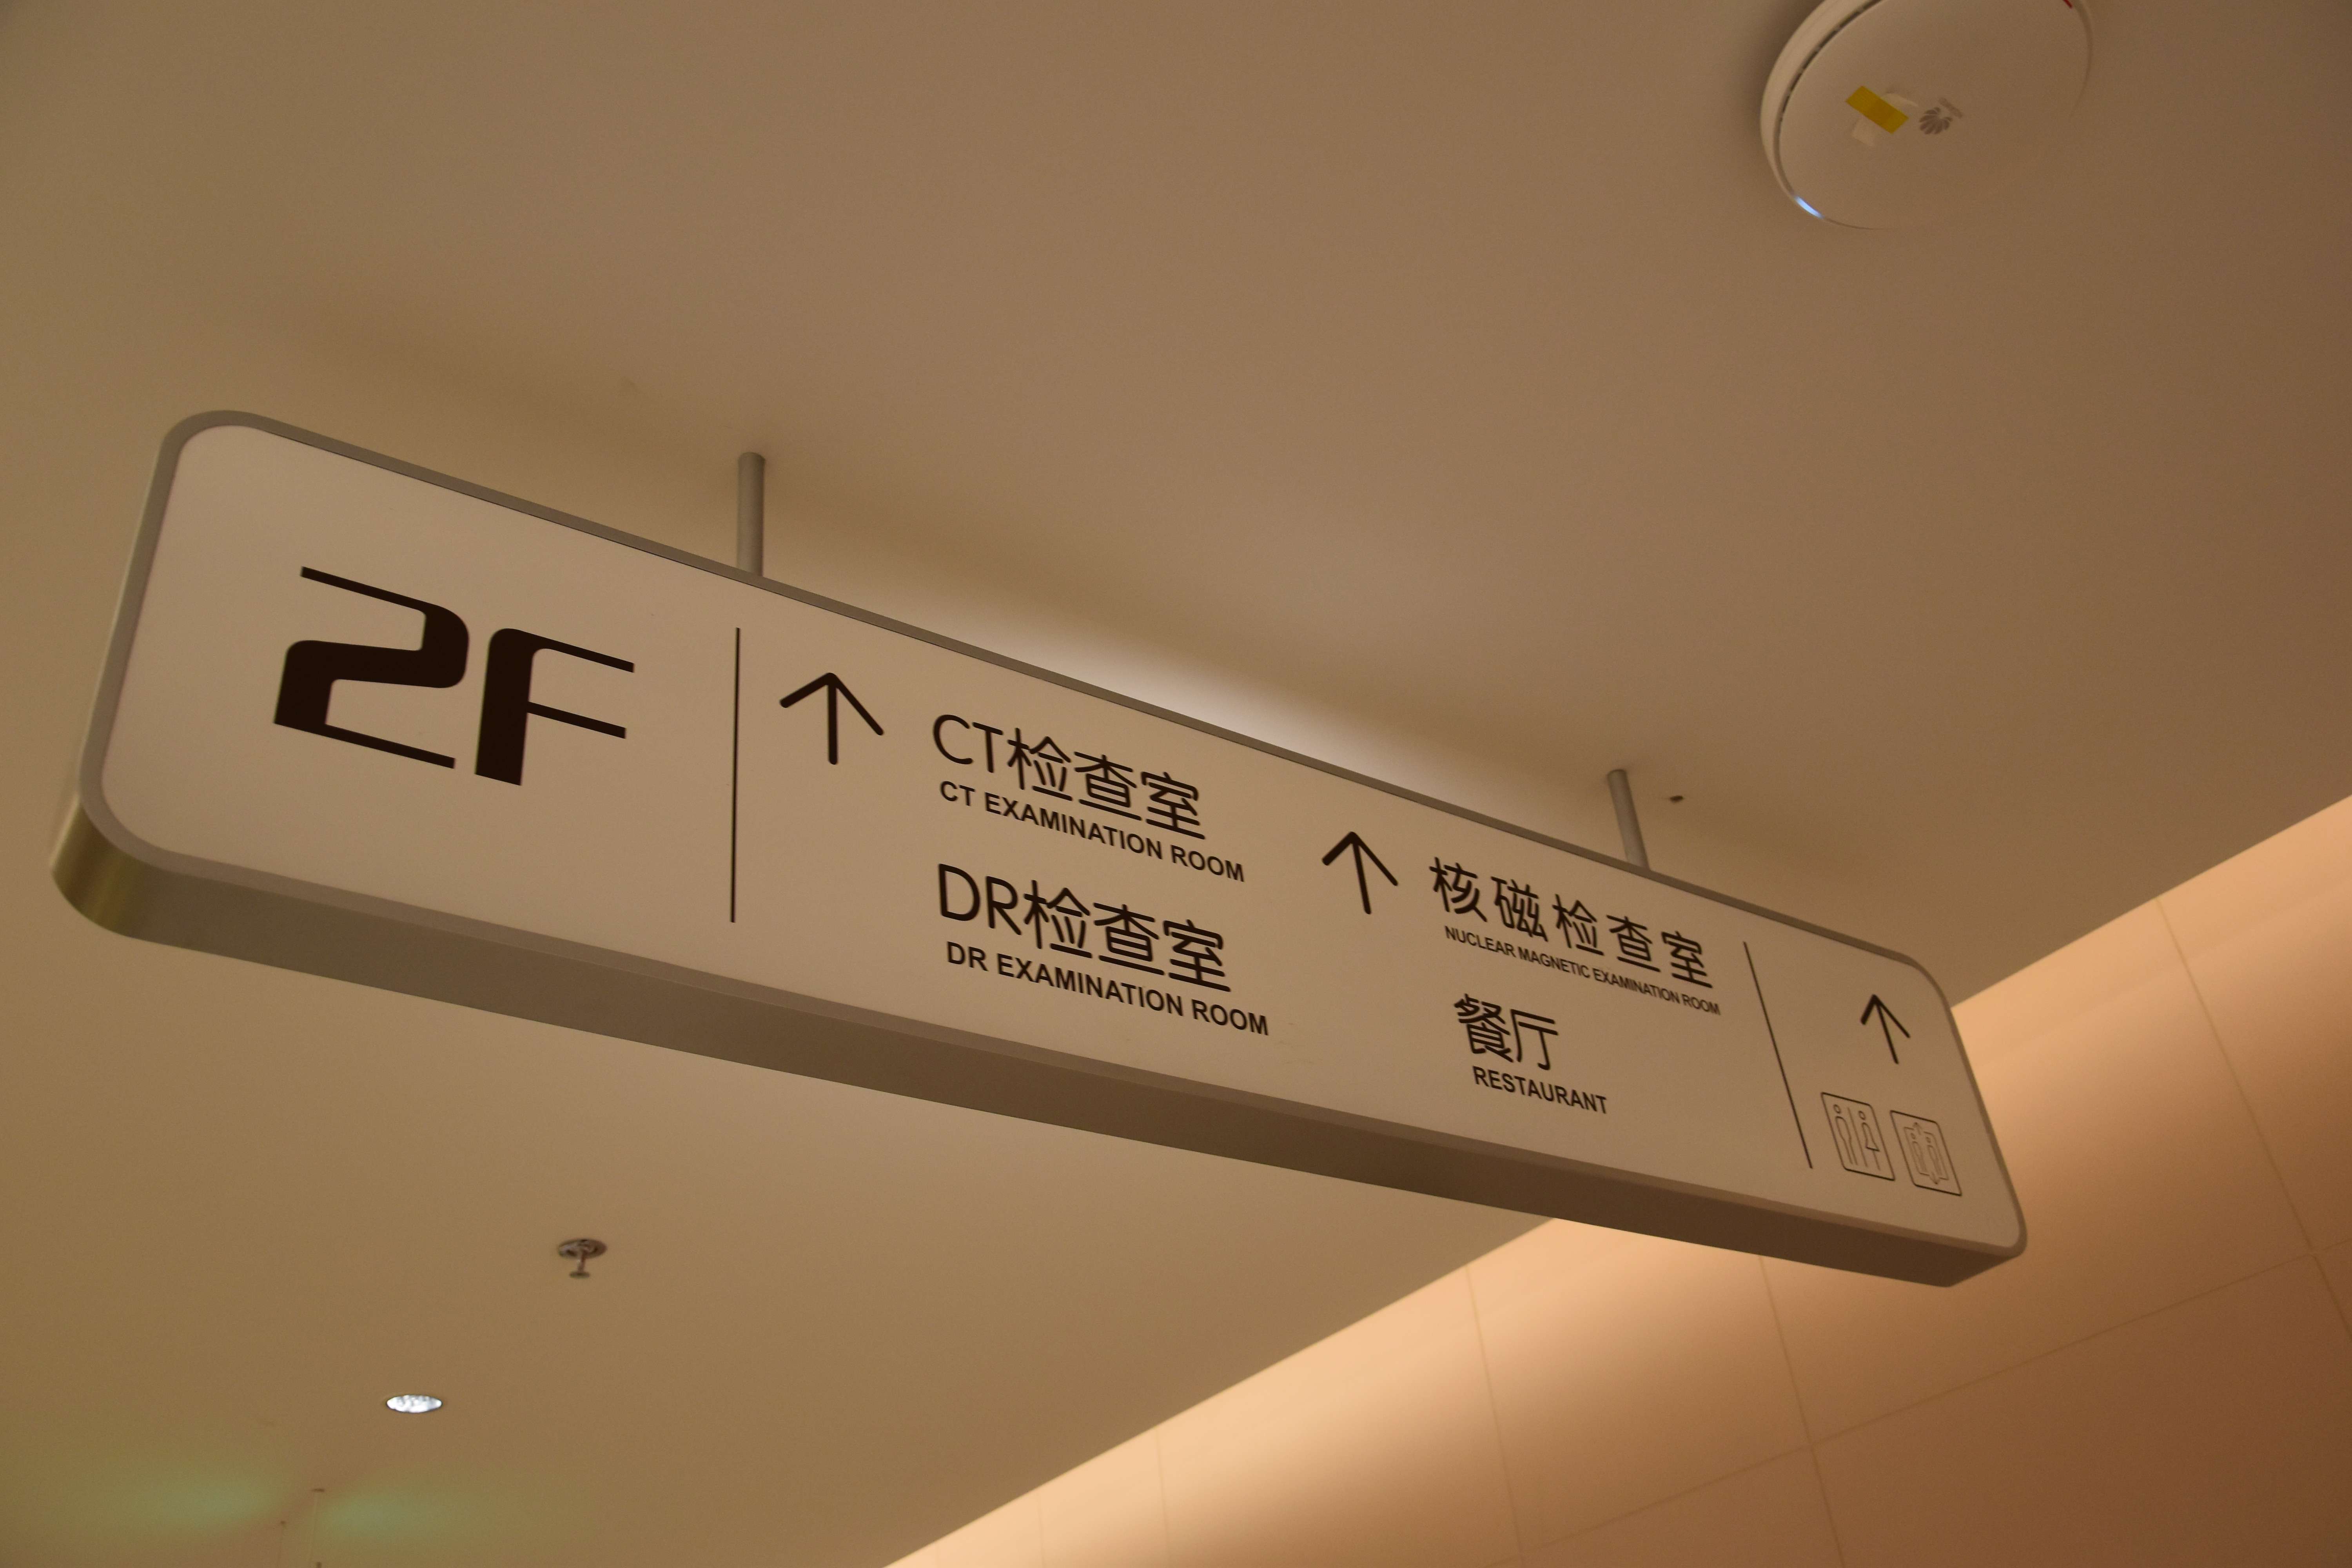 2F
CT检查室
CT EXAMINATION ROOM
DR检查室
DR EXAMINATION ROOM
核磁检查室
NUCLEAR MAGNETIC EXAMINATION ROOM
餐厅
RESTAURANT